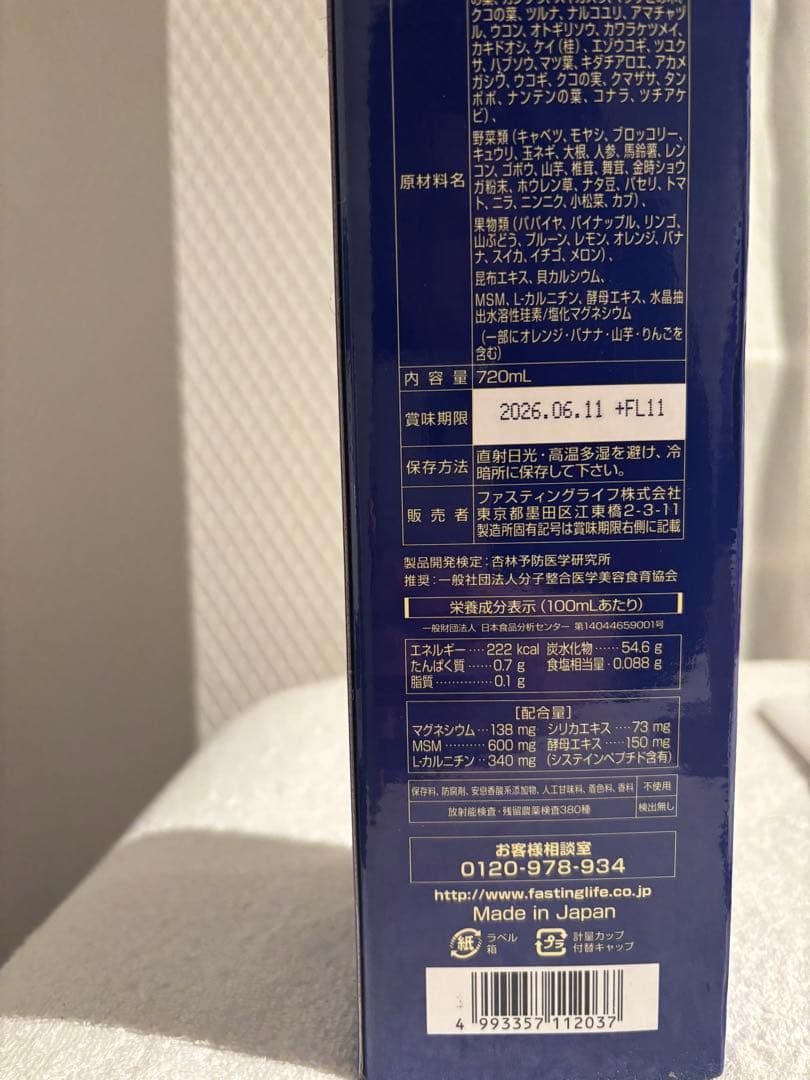 クコの葉、ツルナ、ナルコユリ、アマチャヅ
ル、ウコン、オトギリソウ、カワラケツメイ、
カキドオシ、ケイ(桂)、エゾウコギ、ツユク
サ、ハブソウ、マツ葉、キダチアロエ、アカメ
ガシワ、ウコギ、クコの実、クマザサ、タン
ポポ、ナンテンの葉、コナラ、ツチアケ
ビ)、
野菜類(キャベツ、モヤシ、ブロッコリー、
キュウリ、玉ネギ、大根、人参、馬鈴薯、レン
コン、ゴボウ、山芋、椎茸、舞茸、金時ショウ
ガ粉末、ホウレン草、ナタ豆、パセリ、トマ
ト、ニラ、ニンニク、小松菜、カブ)、
原材料名
果物類(パパイヤ、パイナップル、リンゴ、
山ぶどう、プルーン、レモン、オレンジ、バナ
ナ、スイカ、イチゴ、メロン)、
昆布エキス、貝カルシウム、
MSM、L-カルニチン、酵母エキス、水晶抽
出水溶性珪素/塩化マグネシウム
(一部にオレンジ・バナナ・山芋・りんごを
含む)
内容量 720mL
賞味期限 2026.06.11 +FL11
保存方法 直射日光・高温多湿を避け、冷
暗所に保存して下さい。
販売者 ファスティングライフ株式会社
東京都墨田区江東橋2-3-11
製造所固有記号は賞味期限右側に記載
製品開発検定:杏林予防医学研究所
推奨:一般社団法人分子整合医学美容食育協会
栄養成分表示(100mLあたり)
一般財団法人 日本食品分析センター 第14044659001号
エネルギー‥‥222 kcal 炭水化物‥‥‥54.6 g
たんぱく質‥‥‥0.7 g 食塩相当量‥0.088 g
脂質‥‥‥‥‥‥0.1 g
[配合量]
マグネシウム‥138 mg シリカエキス‥‥73 mg
MSM‥‥‥‥‥600 mg 酵母エキス‥‥‥150 mg
L-カルニチン‥340 mg (システインペプチド含有)
保存料、防腐剤、安息香酸系添加物、人工甘味料、着色料、香料 不使用
放射能検査・残留農薬検査380種 検出無し
お客様相談室
0120-978-934
http://www.fastinglife.co.jp
Made in Japan
紙 ラベル
箱
プラ 計量カップ
付替キャップ
4 993357 112037